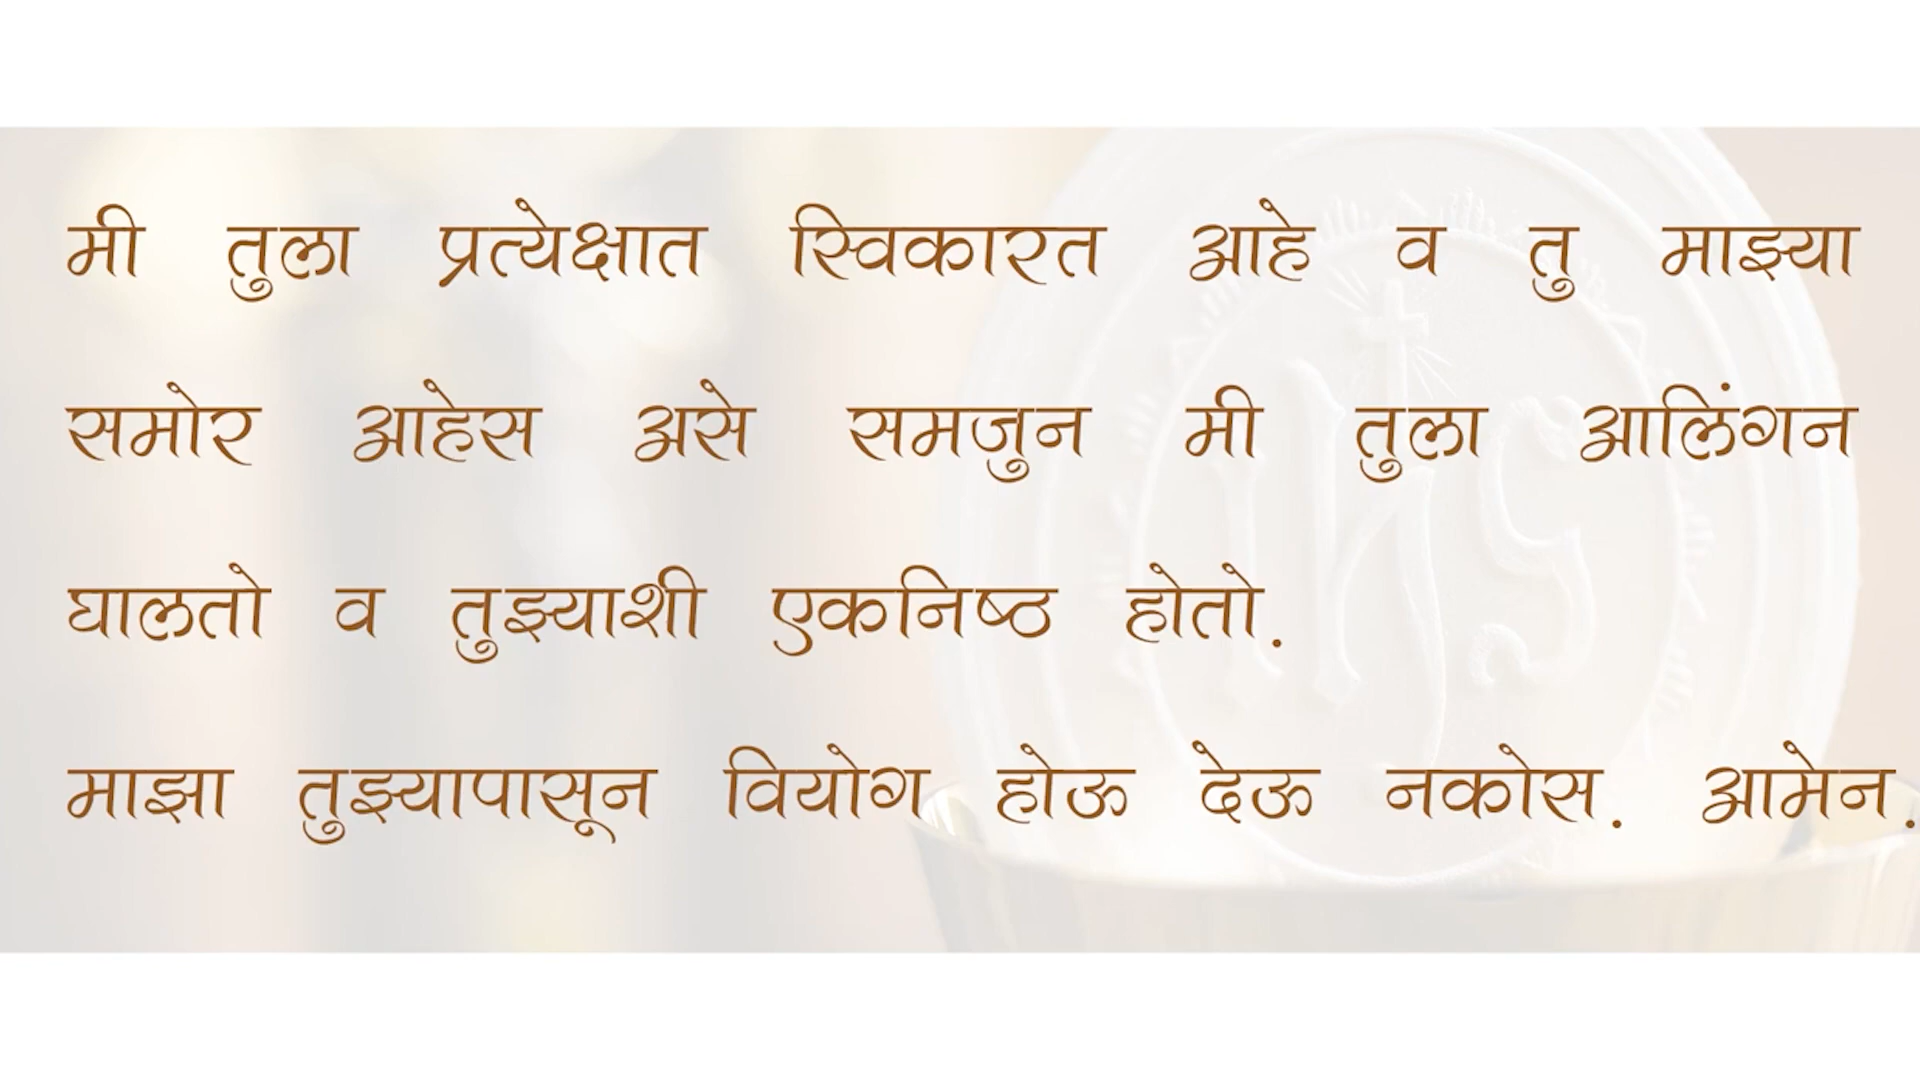 मी तुला प्रत्येक्षात स्विकारत आहे व तु माझ्या
समोर आहेस असे समजुन मी तुला आलिंगन
घालतो व तुझ्याशी एकनिष्ठ होतो.
माझा तुझ्यापासून वियोग होऊ देऊ नकोस. आमेन.